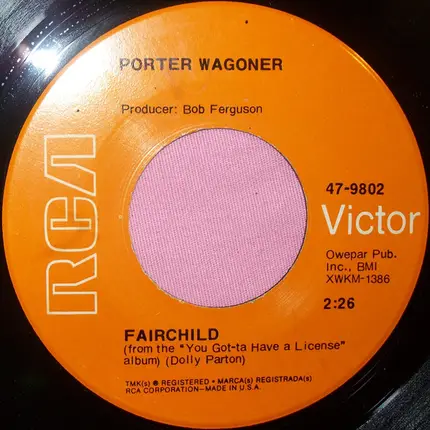 PORTER WAGONER
Producer: Bob Ferguson
RCA
47-9802
Victor
Owepar Pub.
Inc., BMI
XWKM-1386
2:26
FAIRCHILD
(from the "You Got-ta Have a License"
album) (Dolly Parton)
TMK(s) ® REGISTERED • MARCA(S) REGISTRADA(S)
RCA CORPORATION—MADE IN U.S.A.